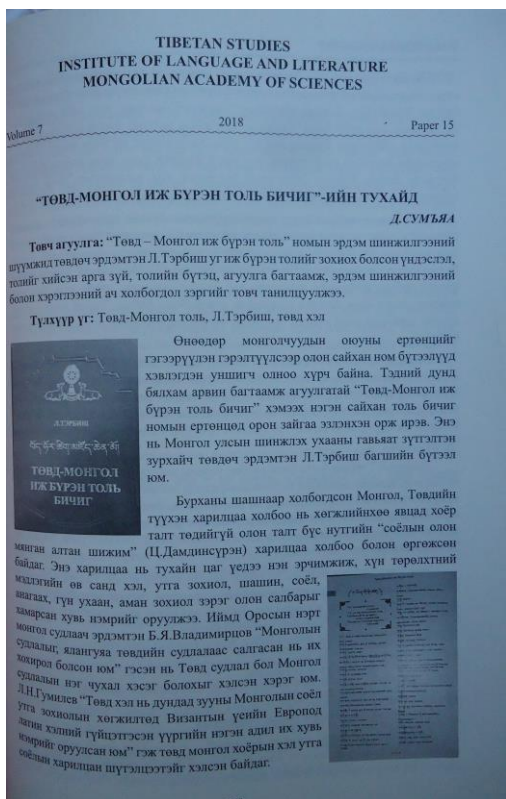 TIBETAN STUDIES
INSTITUTE OF LANGUAGE AND LITERATURE
MONGOLIAN ACADEMY OF SCIENCES
Volume 7 2018 Paper 15
“ТӨВД-МОНГОЛ ИЖ БҮРЭН ТОЛЬ БИЧИГ”-ИЙН ТУХАЙД
Д.СУМЪЯА
Товч агуулга: “Төвд – Монгол иж бүрэн толь” номын эрдэм шинжилгээний
шүүмжид төвдөч эрдэмтэн Л.Тэрбиш уг иж бүрэн толийг зохиох болсон үндэслэл,
толийг хийсэн арга зүй, толийн бүтэц, агуулга багтаамж, эрдэм шинжилгээний
болон хэрэглээний ач холбогдол зэргийг товч танилцуулжээ.
Түлхүүр үг: Төвд-Монгол толь, Л.Тэрбиш, төвд хэл
Өнөөдөр монголчуудын оюуны ертөнцийг
гэгээрүүлэн гэрэлтүүлсээр олон сайхан ном бүтээлүүд
хэвлэгдэн уншигч олноо хүрч байна. Тэдний дунд
бялхам арвин багтаамж агуулгатай “Төвд-Монгол иж
бүрэн толь бичиг” хэмээх нэгэн сайхан толь бичиг
номын ертөнцөд орон зайгаа эзлэнхэн орж ирэв. Энэ
нь Монгол улсын шинжлэх ухааны гавьяат зүтгэлтэн
зурхайч төвдөч эрдэмтэн Л.Тэрбиш багшийн бүтээл
юм.
Л.ТЭРБИШ
ТӨВД-МОНГОЛ
ИЖ БҮРЭН ТОЛЬ
БИЧИГ
Бурханы шашнаар холбогдсон Монгол, Төвдийн
түүхэн харилцаа холбоо нь хөгжлийнхөө явцад хоёр
талт төдийгүй олон талт бүс нутгийн “соёлын олон
мянган алтан шижим” (Ц.Дамдинсүрэн) харилцаа холбоо болон өргөжсөн
байдаг. Энэ харилцаа нь тухайн цаг үедээ нэн эрчимжиж, хүн төрөлхтний
мэдлэгийн өв санд хэл, утга зохиол, шашин, соёл,
анагаах, гүн ухаан, аман зохиол зэрэг олон салбарыг
хамарсан хувь нэмрийг оруулжээ. Иймд Оросын нэрт
монгол судлаач эрдэмтэн Б.Я.Владимирцов “Монголын
судлалыг, ялангуяа төвдийн судлалаас салгасан нь их
хохирол болсон юм” гэсэн нь Төвд судлал бол Монгол
судлалын нэг чухал хэсэг болохыг хэлсэн хэрэг юм.
Л.Н.Гумилев “Төвд хэл нь дундад зууны Монголын соёл
утга зохиолын хөгжилтөд Византын үеийн Европод
латин хэлний гүйцэтгэсэн үүргийн нэгэн адил их хувь
нэмрийг оруулсан юм” гэж төвд монгол хоёрын хэл утга
соёлын харилцан шүтэлцээтэйг хэлсэн байдаг.